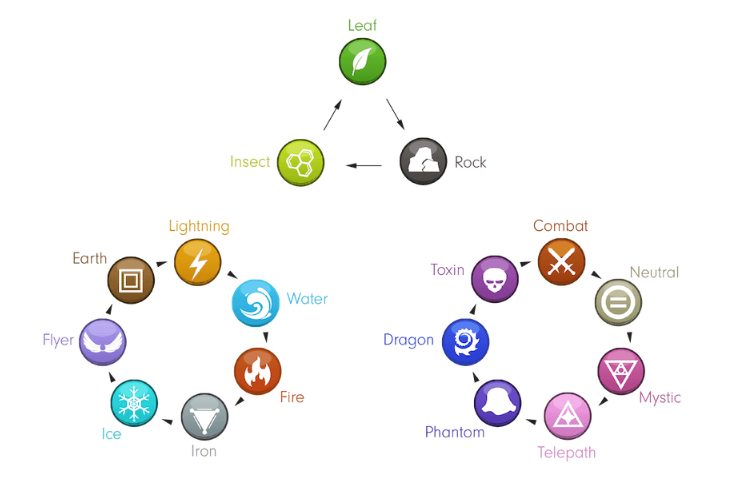 Leaf
Insect
Rock
Lightning
Earth
Water
Flyer
Fire
Ice
Iron
Combat
Toxin
Neutral
Dragon
Mystic
Phantom
Telepath